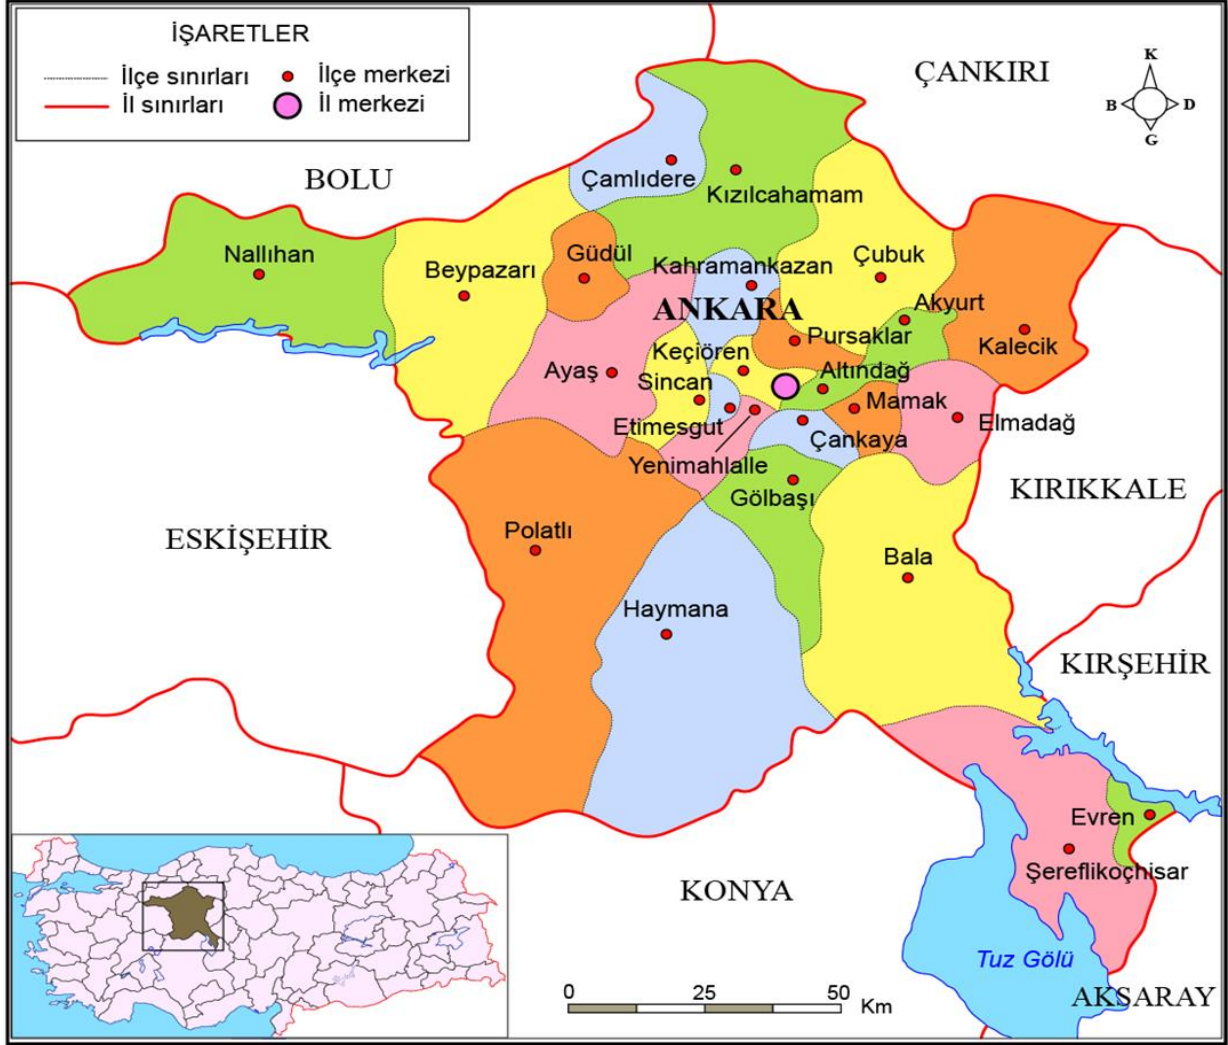 İŞARETLER
İlçe sınırları
İlçe merkezi
İl sınırları
İl merkezi
ÇANKIRI
K
B
D
G
BOLU
Çamlıdere
Kızılcahamam
Nallıhan
Beypazarı
Güdül
Çubuk
Kahramankazan
ANKARA
Akyurt
Pursaklar
Kalecik
Keçiören
Ayaş
Sincan
Altındağ
Mamak
Elmadağ
Etimesgut
Çankaya
Yenimahlalle
Gölbaşı
KIRIKKALE
ESKİŞEHİR
Polatlı
Bala
Haymana
KIRŞEHİR
Evren
Şereflikoçhisar
KONYA
Tuz Gölü
AKSARAY
0 25 50
Km